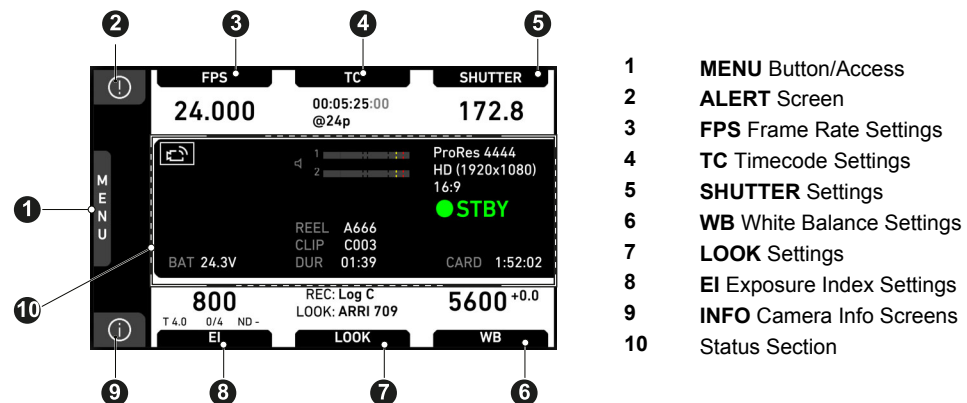 2
3
4
5
FPS
TC
SHUTTER
24.000
00:05:25:00
@24p
172.8
1
2
ProRes 4444
HD (1920x1080)
16:9
STBY
MENU
1
REEL A666
CLIP C003
BAT 24.3V
DUR 01:39
CARD 1:52:02
10
800
REC: Log C
5600 +0.0
LOOK: ARRI 709
T 4.0 0/4 ND -
EI
LOOK
WB
9
8
7
6
1 MENU Button/Access
2 ALERT Screen
3 FPS Frame Rate Settings
4 TC Timecode Settings
5 SHUTTER Settings
6 WB White Balance Settings
7 LOOK Settings
8 EI Exposure Index Settings
9 INFO Camera Info Screens
10 Status Section